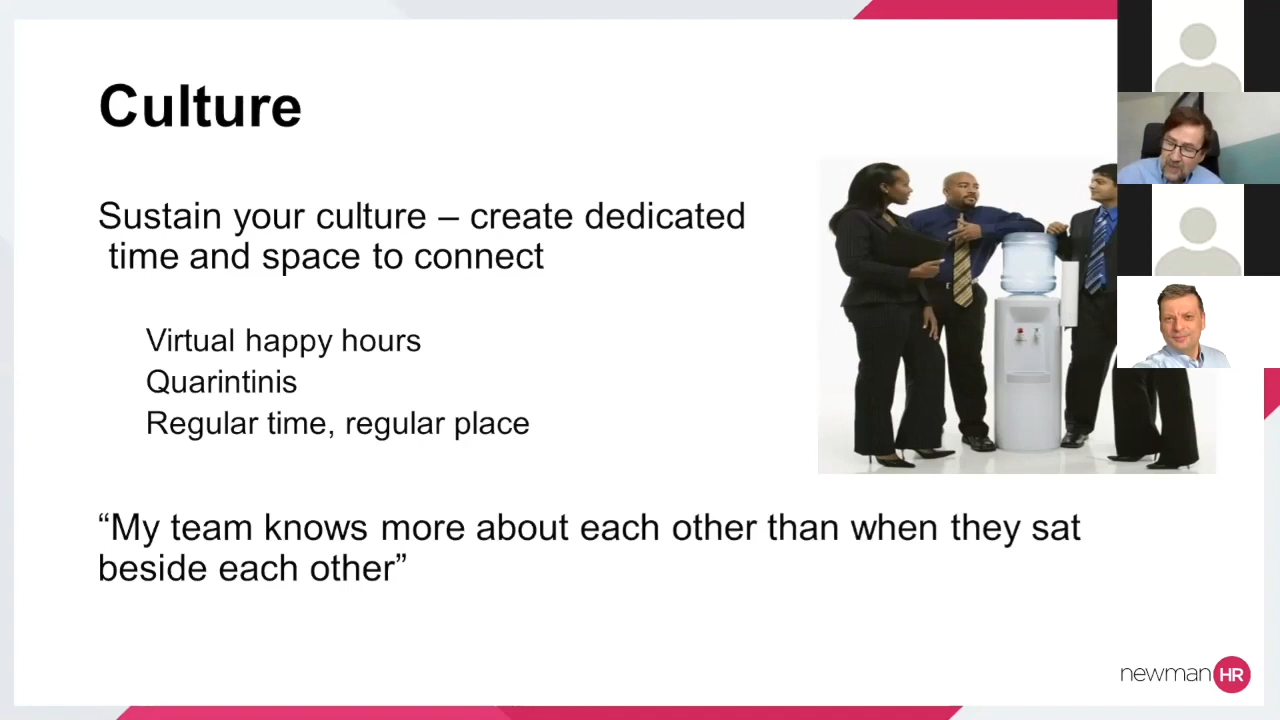 Culture
Sustain your culture – create dedicated
time and space to connect
Virtual happy hours
Quarintinis
Regular time, regular place
“My team knows more about each other than when they sat
beside each other”
newman HR